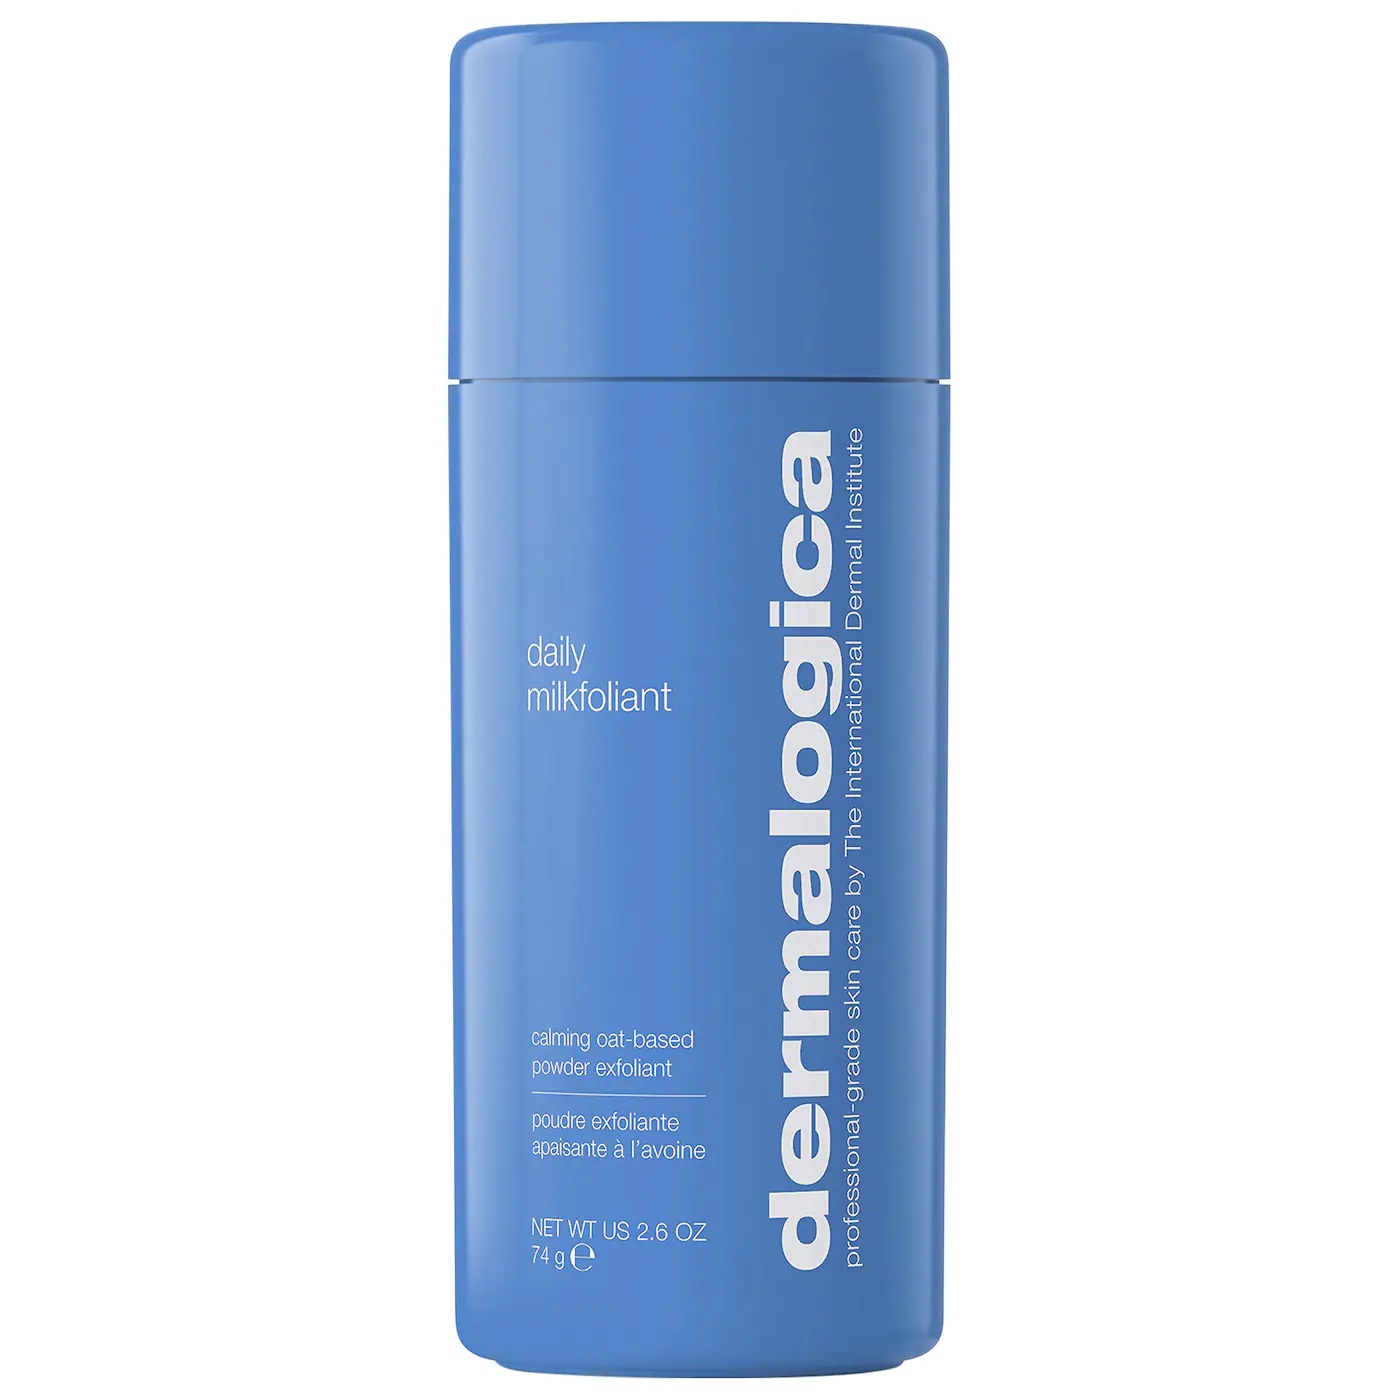 daily
milkfoliant
calming oat-based
powder exfoliant
poudre exfoliante
apaisante à l'avoine
NET WT US 2.6 OZ
74 g ℮
dermalogica
professional-grade skin care by The International Dermal Institute